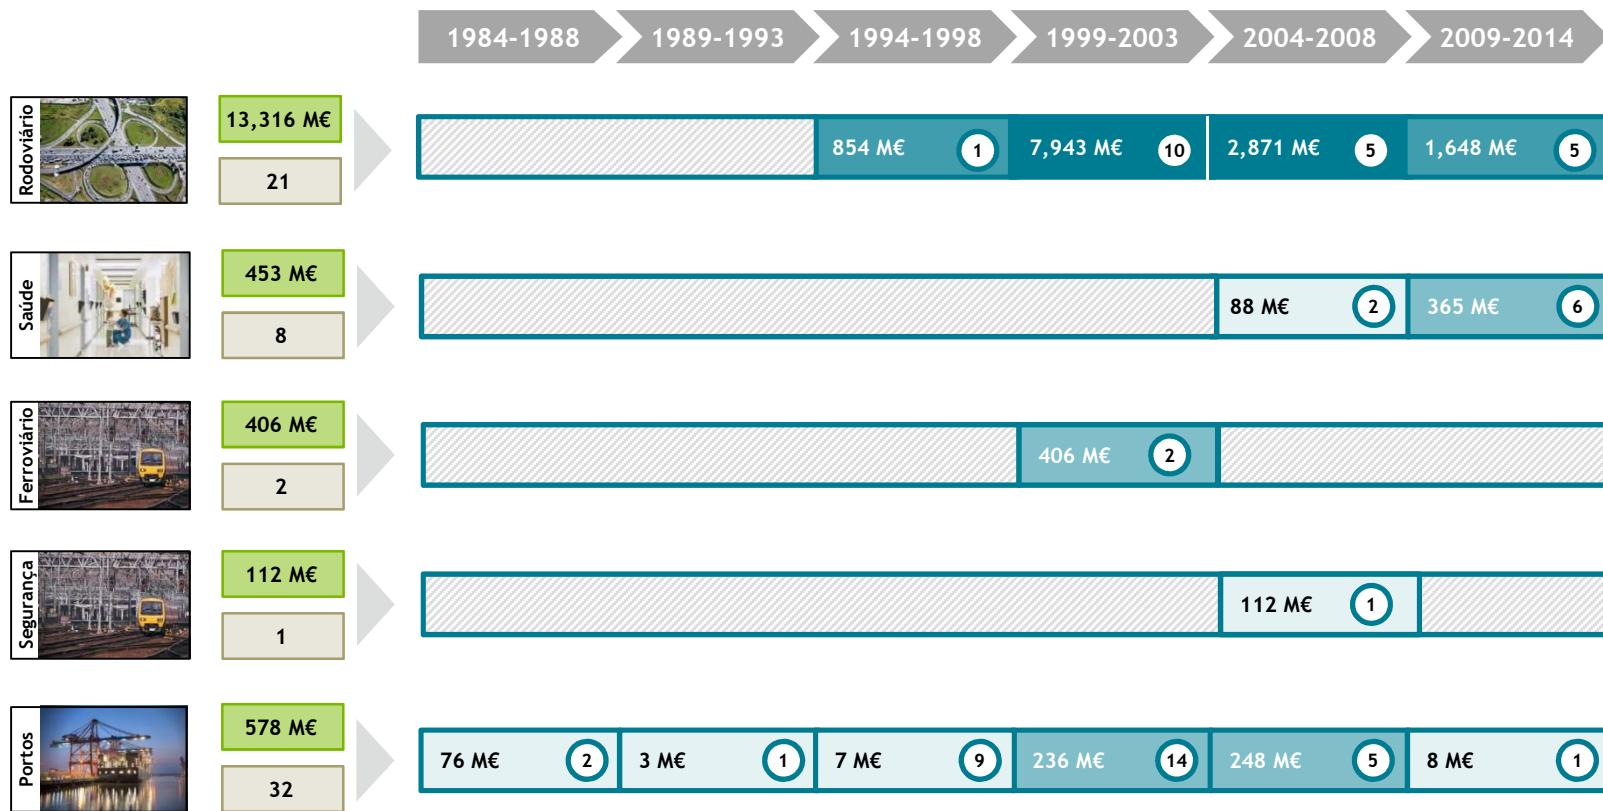 1984-1988 1989-1993 1994-1998 1999-2003 2004-2008 2009-2014
Rodoviário
13,316 M€
21
854 M€ 1 7,943 M€ 10 2,871 M€ 5 1,648 M€ 5
Saúde
453 M€
8
88 M€ 2 365 M€ 6
Ferroviário
406 M€
2
406 M€ 2
Segurança
112 M€
1
112 M€ 1
Portos
578 M€
32
76 M€ 2 3 M€ 1 7 M€ 9 236 M€ 14 248 M€ 5 8 M€ 1